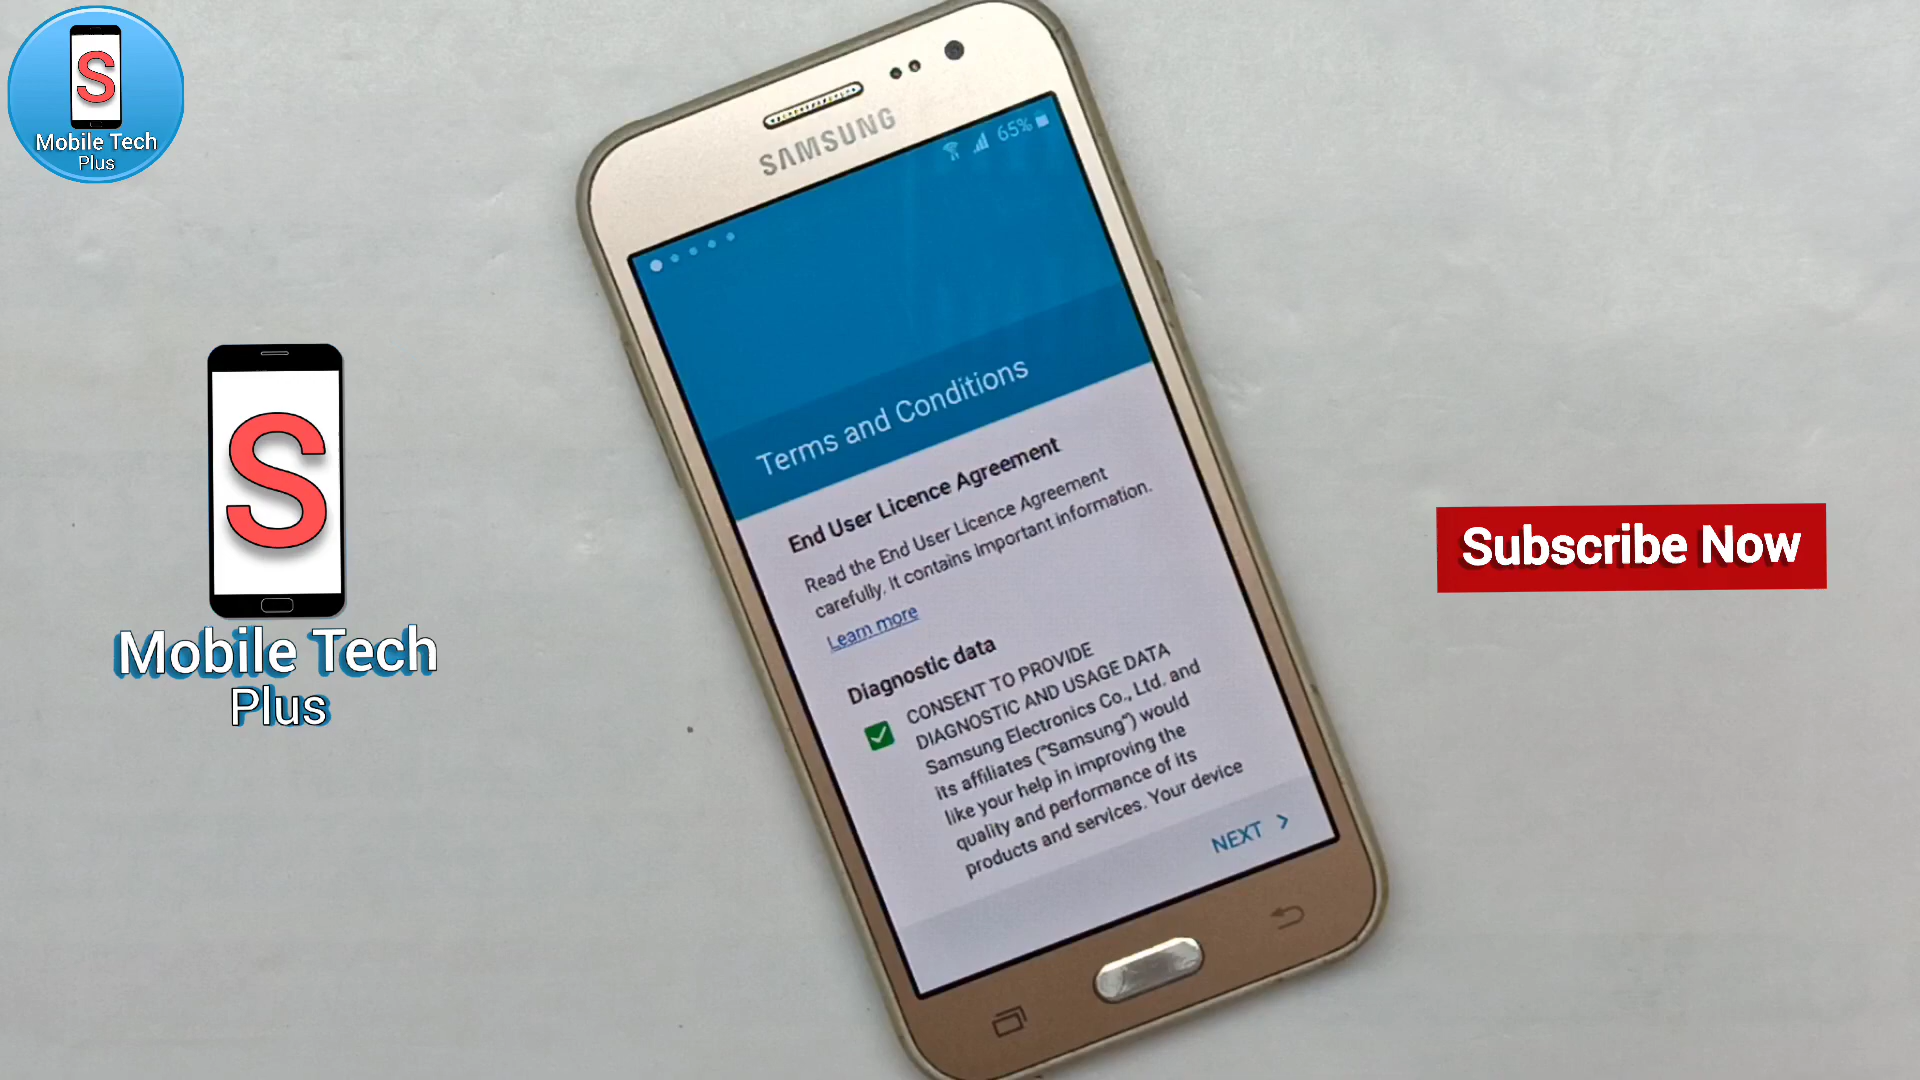 S
Mobile Tech
Plus
SAMSUNG
65%
Terms and Conditions
End User Licence Agreement
Read the End User Licence Agreement
carefully. It contains important information.
Learn more
Diagnostic data
CONSENT TO PROVIDE
DIAGNOSTIC AND USAGE DATA
Samsung Electronics Co., Ltd. and
its affiliates ("Samsung") would
like your help in improving the
quality and performance of its
products and services. Your device
NEXT >
S
Mobile Tech
Plus
Subscribe Now